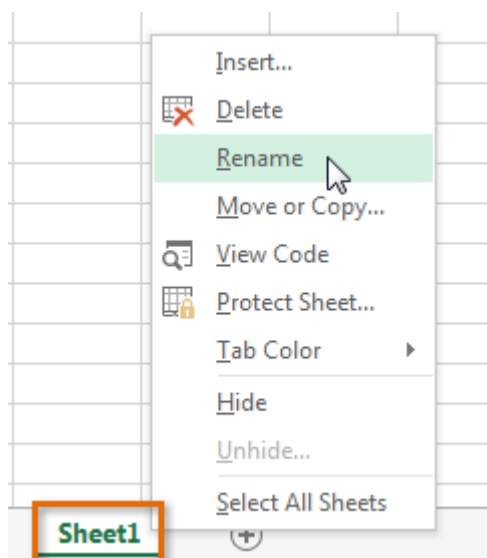 Insert...
Delete
Rename
Move or Copy...
View Code
Protect Sheet...
Tab Color
Hide
Unhide...
Select All Sheets
Sheet1